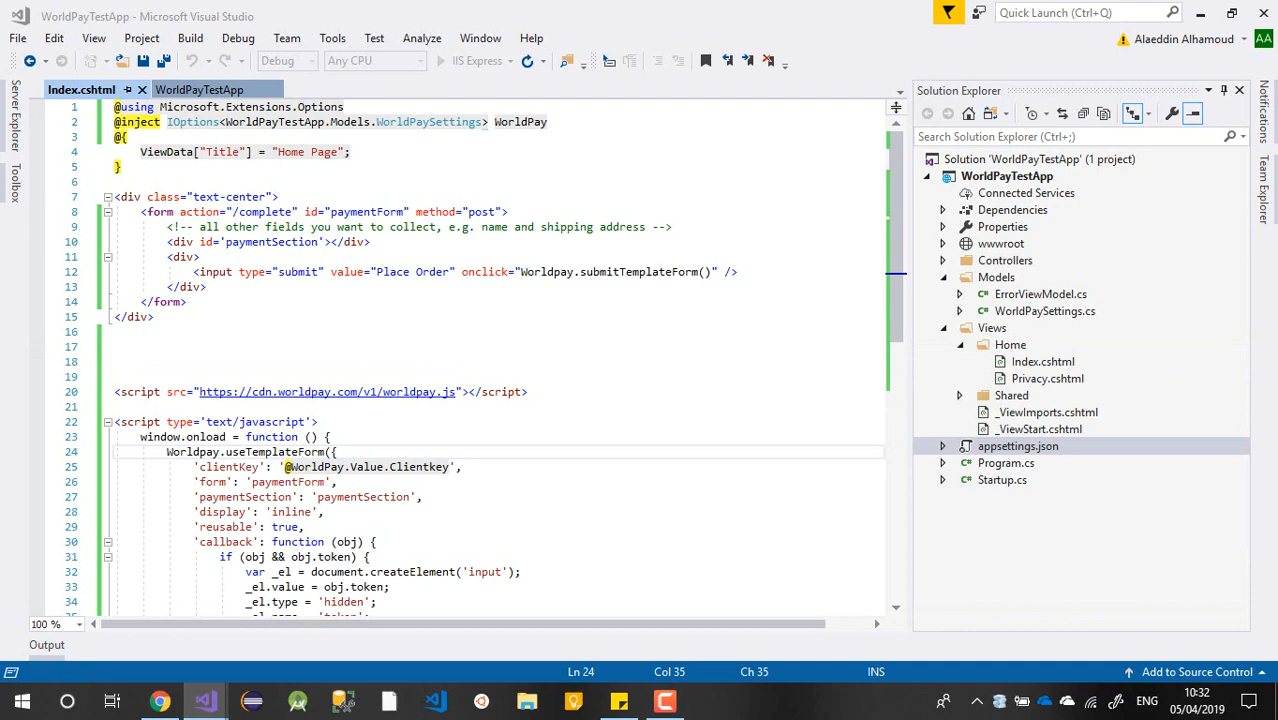 WorldPayTestApp - Microsoft Visual Studio
Quick Launch (Ctrl+Q)
File Edit View Project Build Debug Team Tools Test Analyze Window Help
Alaeddin Alhamoud
AA
Debug Any CPU IIS Express
Server Explorer
Toolbox
Index.cshtml
WorldPayTestApp
1 @using Microsoft.Extensions.Options
2 @inject IOptions<WorldPayTestApp.Models.WorldPaySettings> WorldPay
3 @{
4 ViewData["Title"] = "Home Page";
5 }
6
7 <div class="text-center">
8 <form action="/complete" id="paymentForm" method="post">
9 <!-- all other fields you want to collect, e.g. name and shipping address -->
10 <div id='paymentSection'></div>
11 <div>
12 <input type="submit" value="Place Order" onclick="Worldpay.submitTemplateForm()" />
13 </div>
14 </form>
15 </div>
16
17
18
19
20 <script src="https://cdn.worldpay.com/v1/worldpay.js"></script>
21
22 <script type='text/javascript'>
23 window.onload = function () {
24 Worldpay.useTemplateForm({
25 'clientKey': '@WorldPay.Value.Clientkey',
26 'form': 'paymentForm',
27 'paymentSection': 'paymentSection',
28 'display': 'inline',
29 'reusable': true,
30 'callback': function (obj) {
31 if (obj && obj.token) {
32 var _el = document.createElement('input');
33 _el.value = obj.token;
34 _el.type = 'hidden';
100 %
Output
Solution Explorer
Search Solution Explorer (Ctrl+;)
Solution 'WorldPayTestApp' (1 project)
WorldPayTestApp
Connected Services
Dependencies
Properties
wwwroot
Controllers
Models
ErrorViewModel.cs
WorldPaySettings.cs
Views
Home
Index.cshtml
Privacy.cshtml
Shared
_ViewImports.cshtml
_ViewStart.cshtml
appsettings.json
Program.cs
Startup.cs
Notifications
Team Explorer
Ln 24 Col 35 Ch 35 INS
Add to Source Control
ENG
10:32
05/04/2019